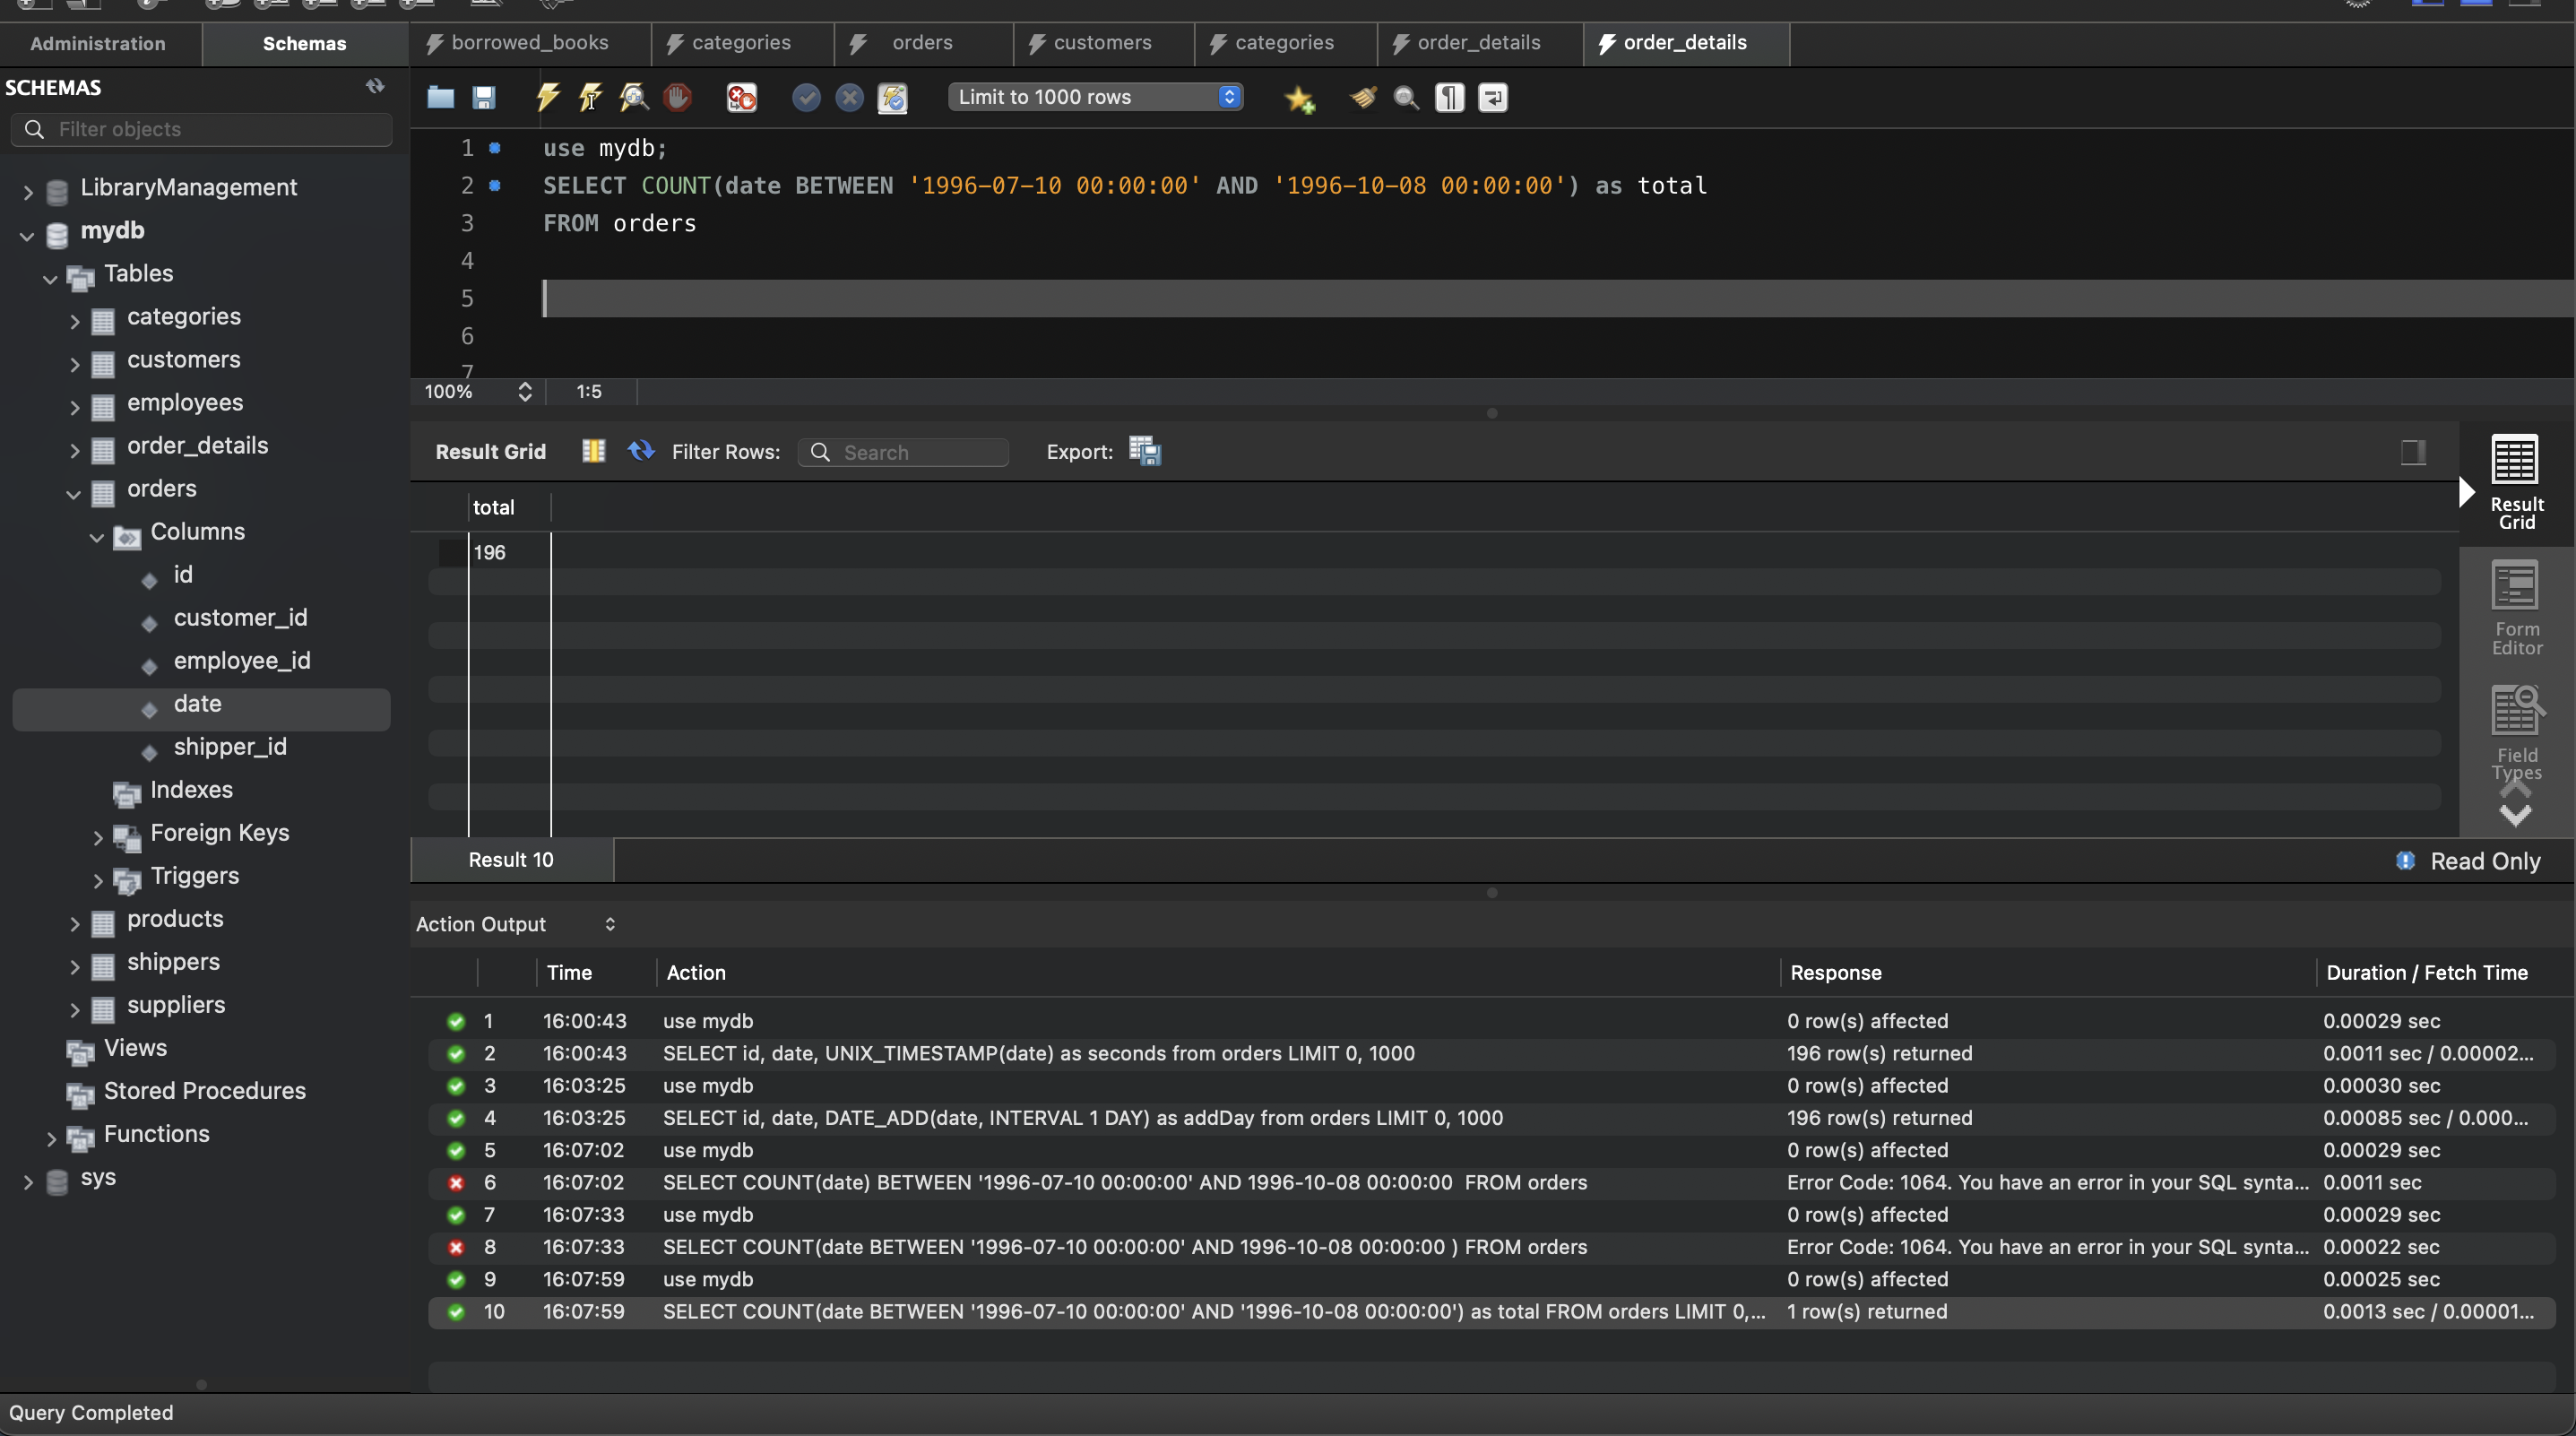 Administration
Schemas
borrowed_books
categories
orders
customers
categories
order_details
order_details
SCHEMAS
Filter objects
LibraryManagement
mydb
Tables
categories
customers
employees
order_details
orders
Columns
id
customer_id
employee_id
date
shipper_id
Indexes
Foreign Keys
Triggers
products
shippers
suppliers
Views
Stored Procedures
Functions
sys
Limit to 1000 rows
1 use mydb;
2 SELECT COUNT(date BETWEEN '1996-07-10 00:00:00' AND '1996-10-08 00:00:00') as total
3 FROM orders
4
5
6
7
100% 1:5
Result Grid Filter Rows: Search Export:
total
196
Result
Grid
Form
Editor
Field
Types
Result 10
Read Only
Action Output
Time Action Response Duration / Fetch Time
1 16:00:43 use mydb 0 row(s) affected 0.00029 sec
2 16:00:43 SELECT id, date, UNIX_TIMESTAMP(date) as seconds from orders LIMIT 0, 1000 196 row(s) returned 0.0011 sec / 0.00002...
3 16:03:25 use mydb 0 row(s) affected 0.00030 sec
4 16:03:25 SELECT id, date, DATE_ADD(date, INTERVAL 1 DAY) as addDay from orders LIMIT 0, 1000 196 row(s) returned 0.00085 sec / 0.000...
5 16:07:02 use mydb 0 row(s) affected 0.00029 sec
6 16:07:02 SELECT COUNT(date) BETWEEN '1996-07-10 00:00:00' AND 1996-10-08 00:00:00 FROM orders Error Code: 1064. You have an error in your SQL synta... 0.0011 sec
7 16:07:33 use mydb 0 row(s) affected 0.00029 sec
8 16:07:33 SELECT COUNT(date BETWEEN '1996-07-10 00:00:00' AND 1996-10-08 00:00:00 ) FROM orders Error Code: 1064. You have an error in your SQL synta... 0.00022 sec
9 16:07:59 use mydb 0 row(s) affected 0.00025 sec
10 16:07:59 SELECT COUNT(date BETWEEN '1996-07-10 00:00:00' AND '1996-10-08 00:00:00') as total FROM orders LIMIT 0,... 1 row(s) returned 0.0013 sec / 0.00001...
Query Completed